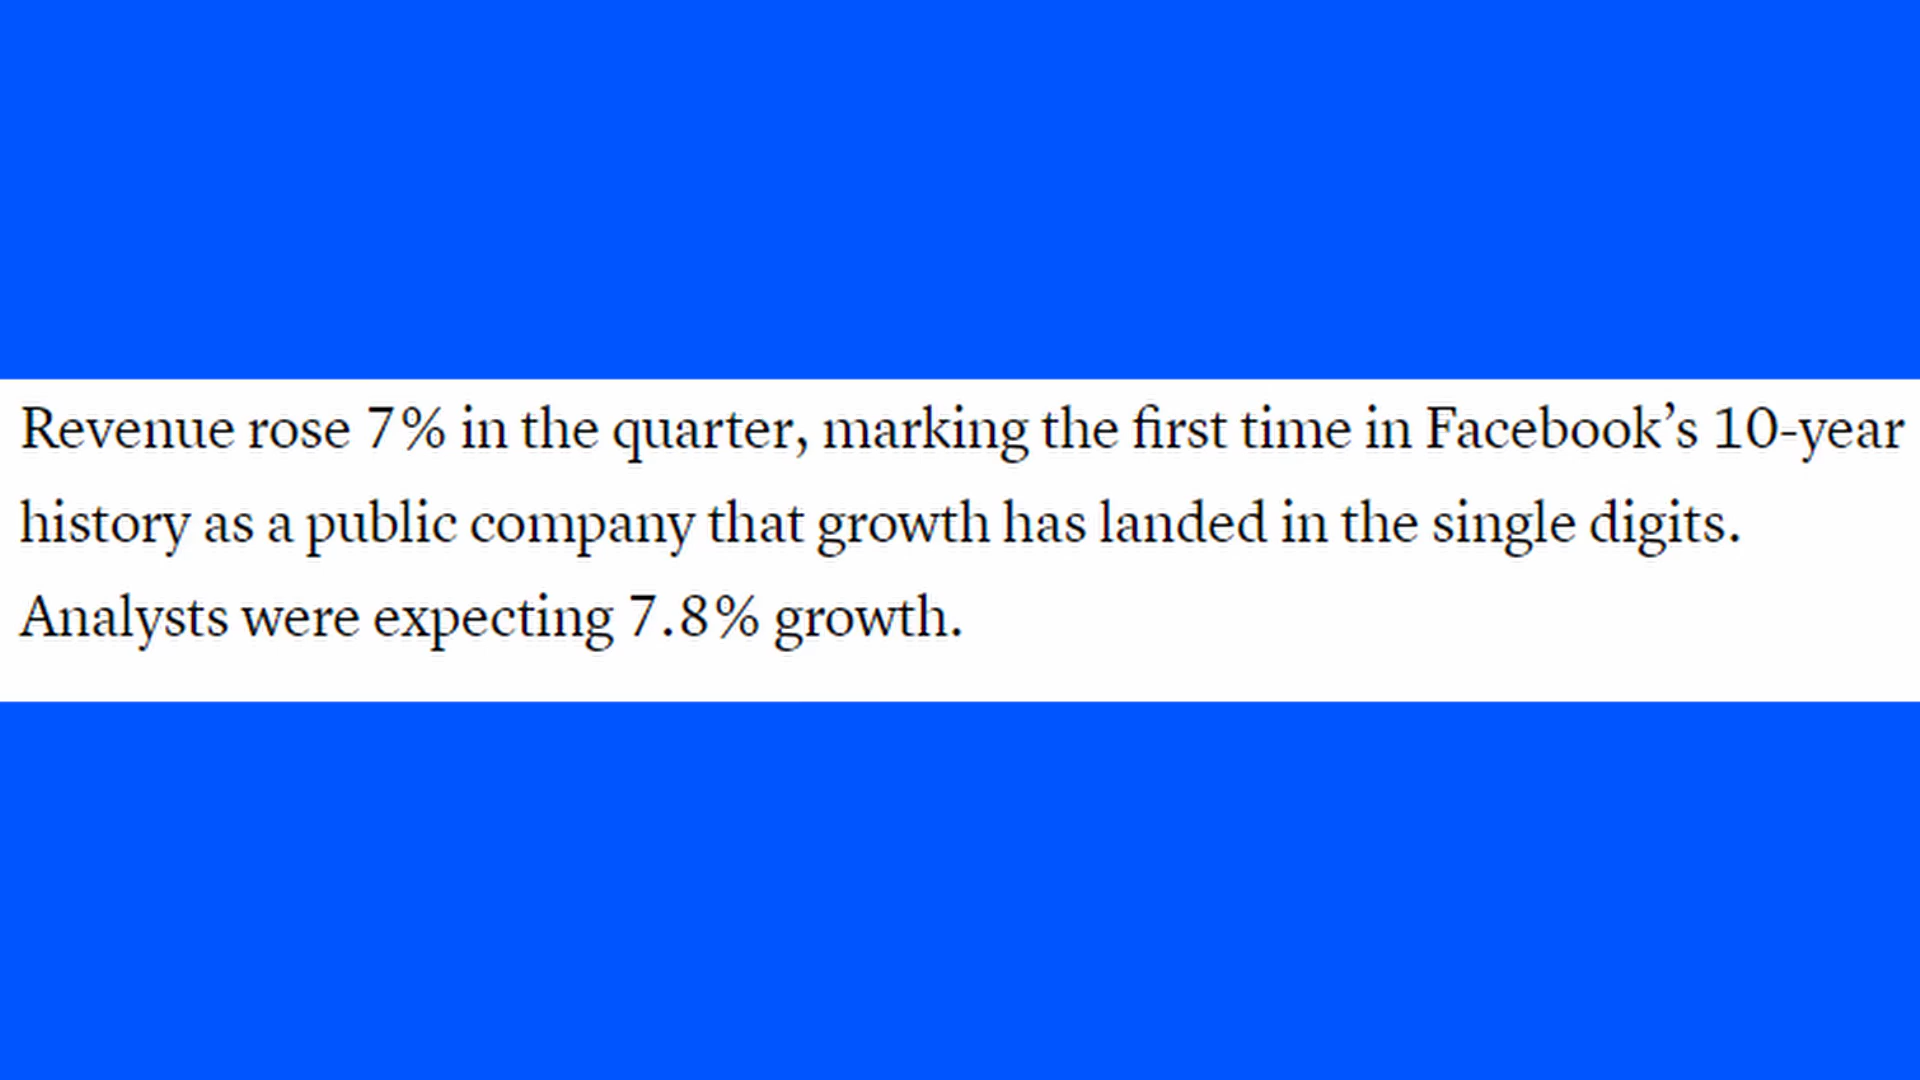 Revenue rose 7% in the quarter, marking the first time in Facebook’s 10-year
history as a public company that growth has landed in the single digits.
Analysts were expecting 7.8% growth.